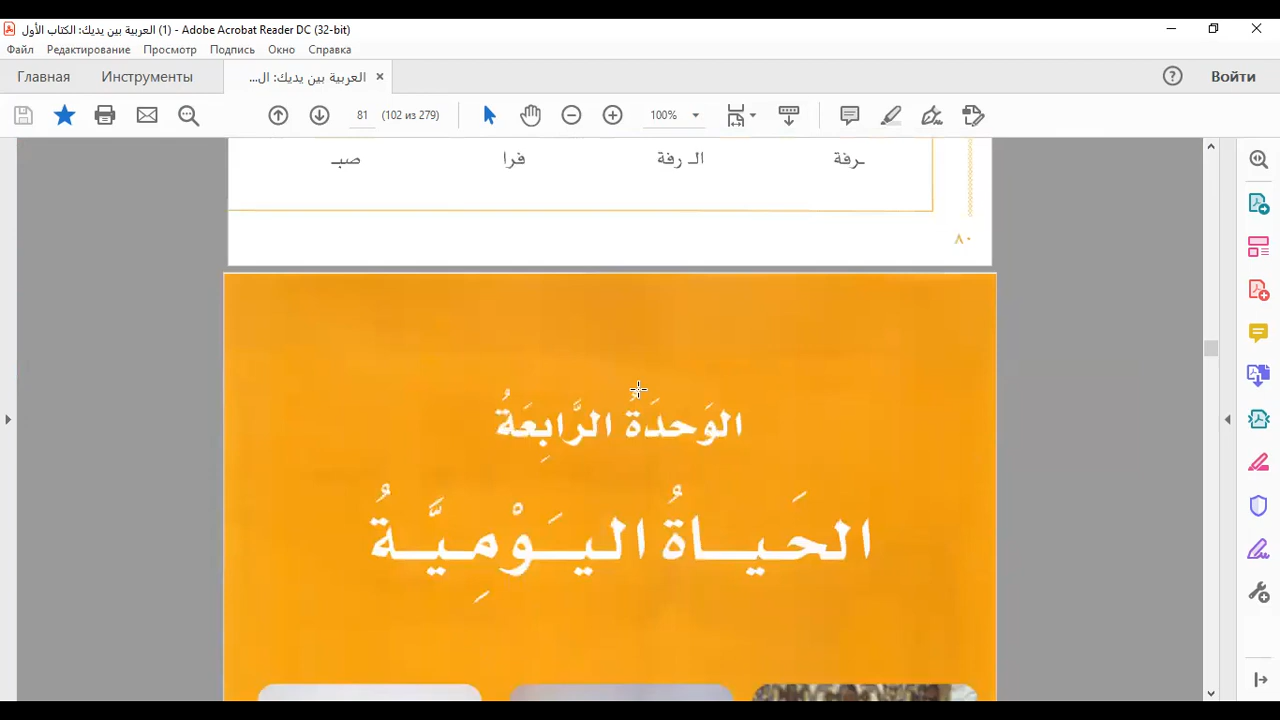 العربية بين يديك: الكتاب الأول (1) - Adobe Acrobat Reader DC (32-bit)
Файл Редактирование Просмотр Подпись Окно Справка
Главная Инструменты العربية بين يديك: ال... × Войти
81 (102 из 279) 100%
ـرفة الـ رفة فرا صبـ
٨٠
الوَحدَةُ الرَّابِعَةُ
الحَيــاةُ اليَـوْمِيَّـةُ